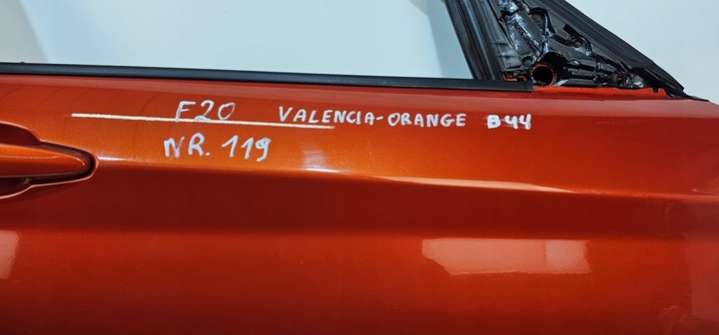 F20 VALENCIA-ORANGE B44
NR. 119